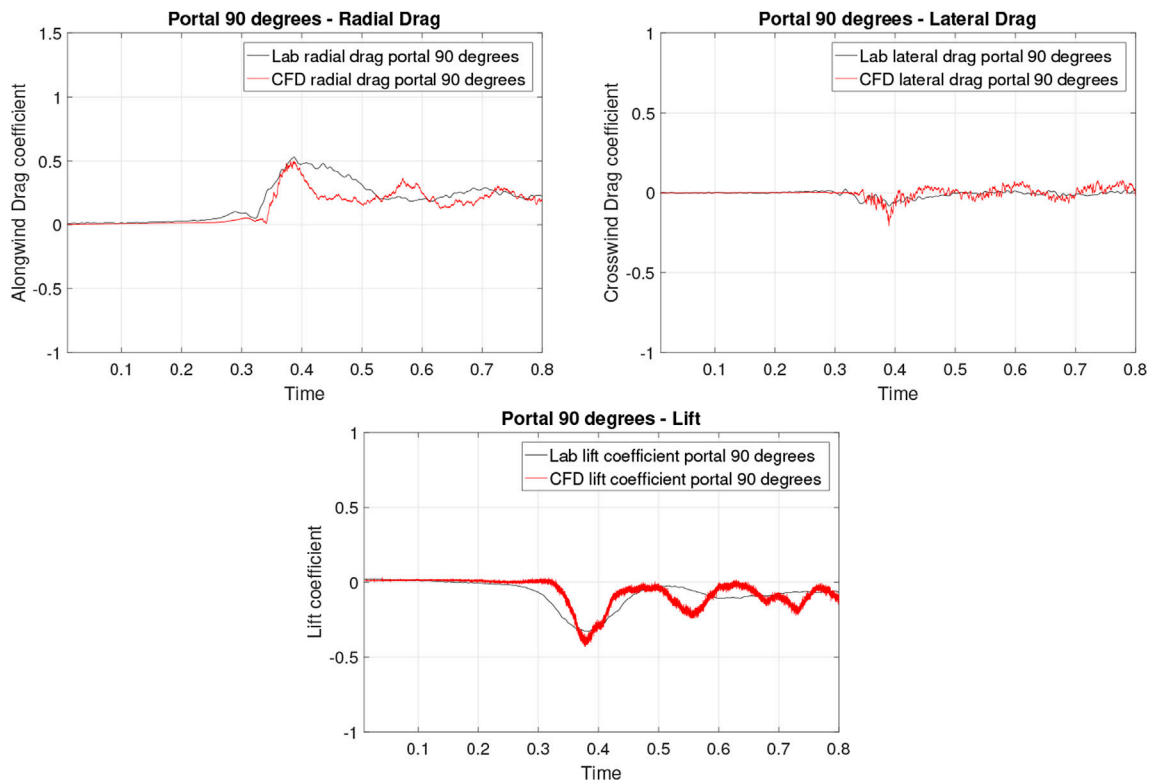 Portal 90 degrees - Radial Drag
1.5
1
0.5
0
-0.5
-1
Alongwind Drag coefficient
Lab radial drag portal 90 degrees
CFD radial drag portal 90 degrees
0.1 0.2 0.3 0.4 0.5 0.6 0.7 0.8
Time
Portal 90 degrees - Lateral Drag
1
0.5
0
-0.5
-1
Crosswind Drag coefficient
Lab lateral drag portal 90 degrees
CFD lateral drag portal 90 degrees
0.1 0.2 0.3 0.4 0.5 0.6 0.7 0.8
Time
Portal 90 degrees - Lift
1
0.5
0
-0.5
-1
Lift coefficient
Lab lift coefficient portal 90 degrees
CFD lift coefficient portal 90 degrees
0.1 0.2 0.3 0.4 0.5 0.6 0.7 0.8
Time